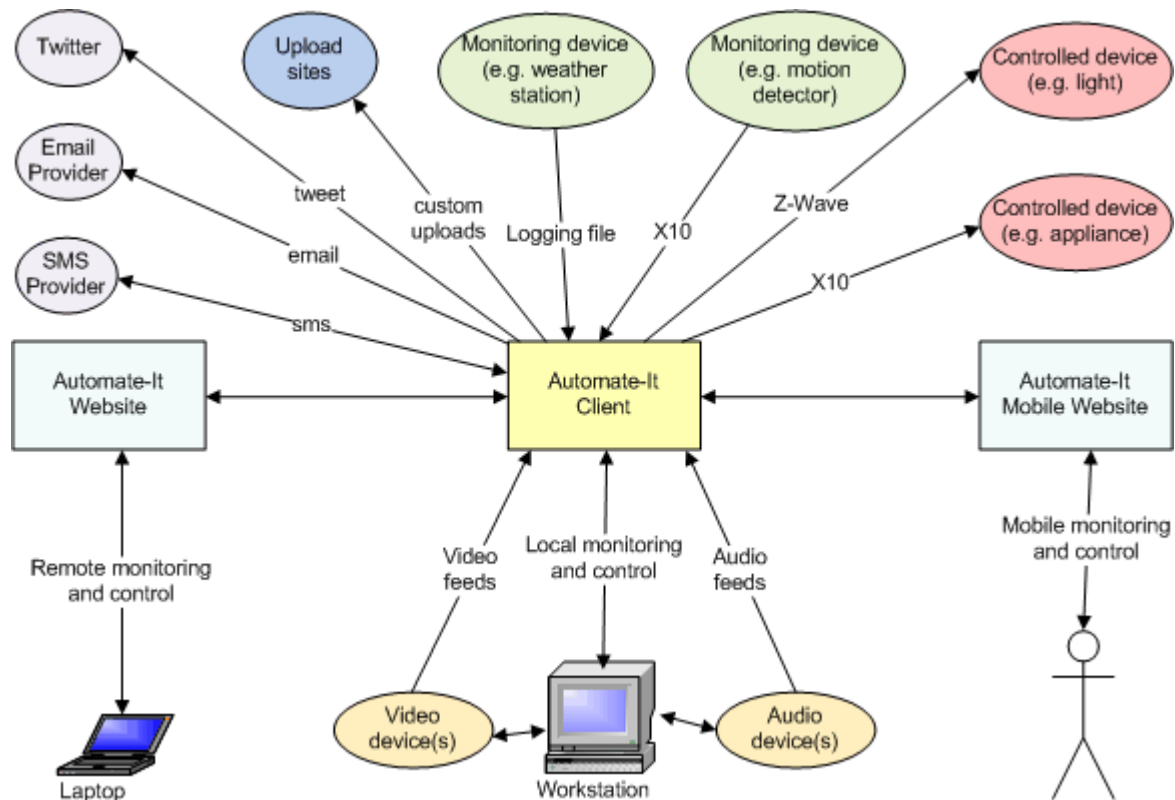 Twitter
Upload
sites
Monitoring device
(e.g. weather
station)
Monitoring device
(e.g. motion
detector)
Controlled device
(e.g. light)
Email
Provider
tweet
custom
uploads
Z-Wave
Controlled device
(e.g. appliance)
Logging file
X10
email
SMS
Provider
X10
sms
Automate-It
Website
Automate-It
Client
Automate-It
Mobile Website
Remote monitoring
and control
Video
feeds
Local monitoring
and control
Audio
feeds
Mobile monitoring
and control
Video
device(s)
Audio
device(s)
Laptop
Workstation